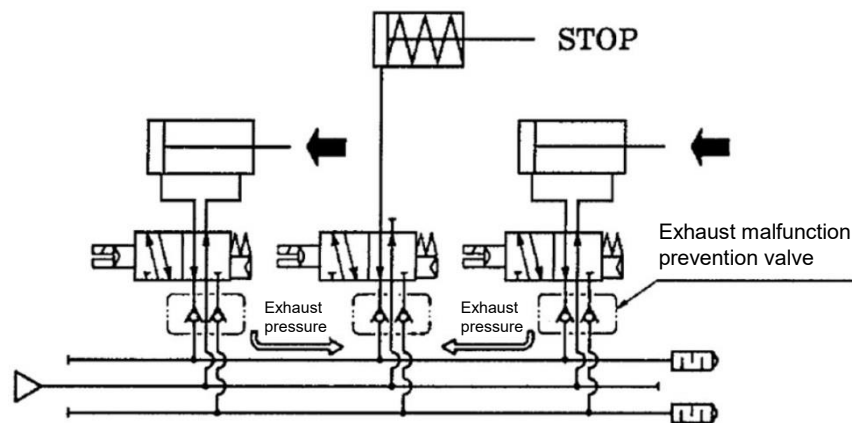 STOP
Exhaust malfunction
prevention valve
Exhaust
pressure
Exhaust
pressure